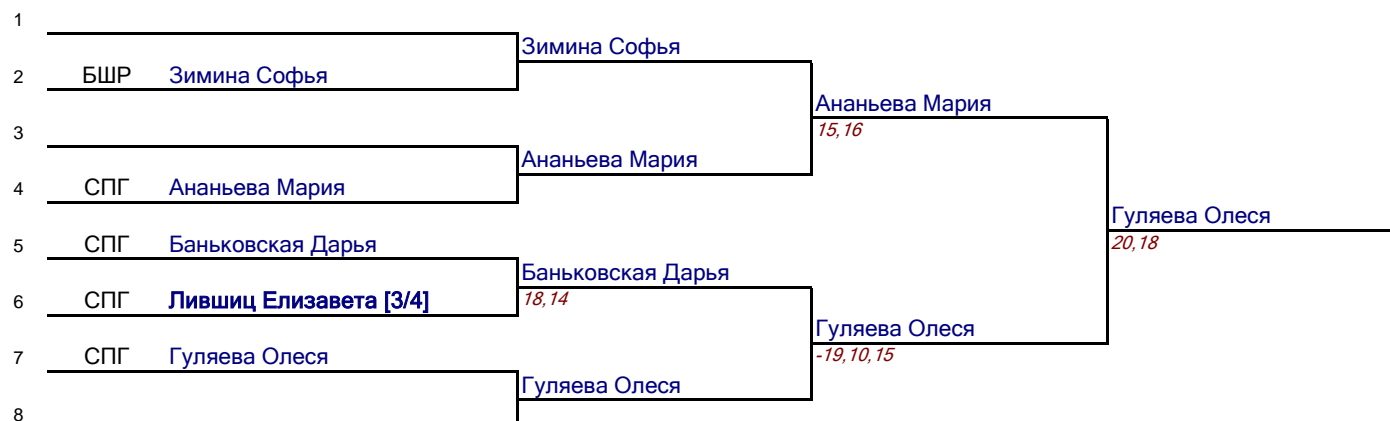 1
Зимина Софья
2 БШР Зимина Софья
Ананьева Мария
3
15,16
Ананьева Мария
4 СПГ Ананьева Мария
Гуляева Олеся
5 СПГ Баньковская Дарья
20,18
Баньковская Дарья
6 СПГ Лившиц Елизавета [3/4]
18,14
Гуляева Олеся
7 СПГ Гуляева Олеся
-19,10,15
Гуляева Олеся
8